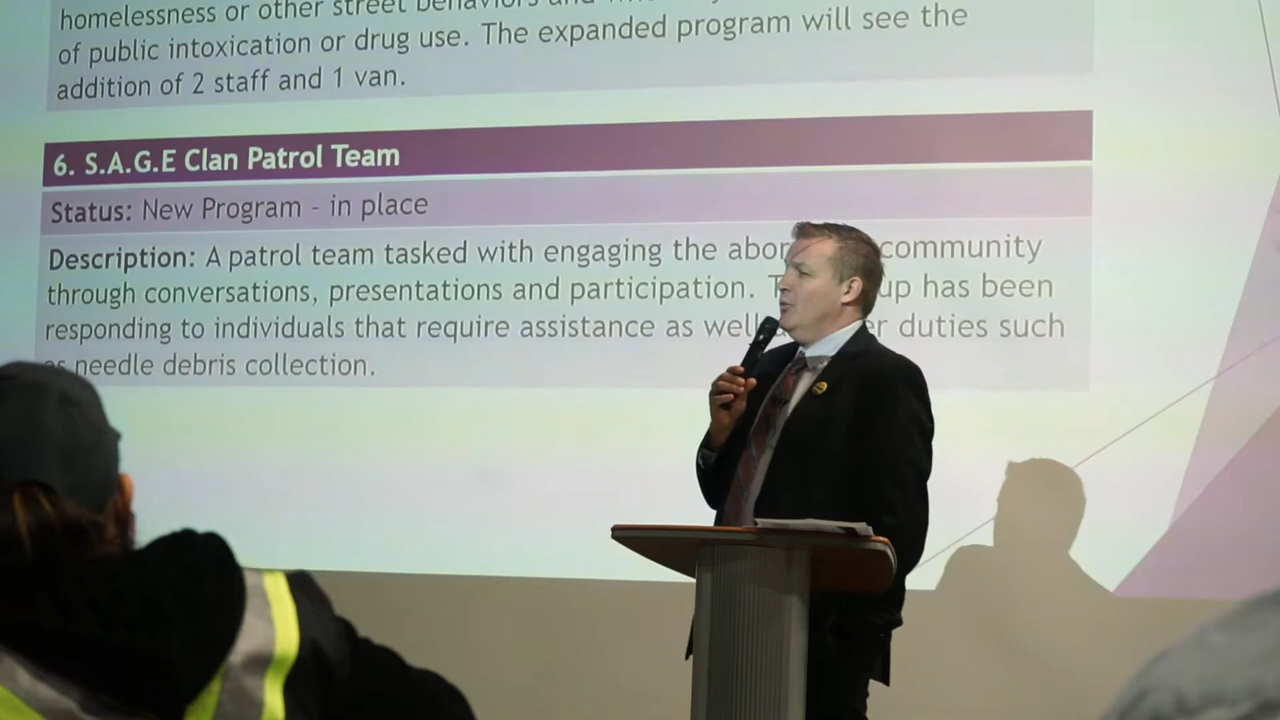 homelessness or other street behaviors and
of public intoxication or drug use. The expanded program will see the
addition of 2 staff and 1 van.
6. S.A.G.E Clan Patrol Team
Status: New Program - in place
Description: A patrol team tasked with engaging the community
through conversations, presentations and participation. has been
responding to individuals that require assistance as well duties such
as needle debris collection.